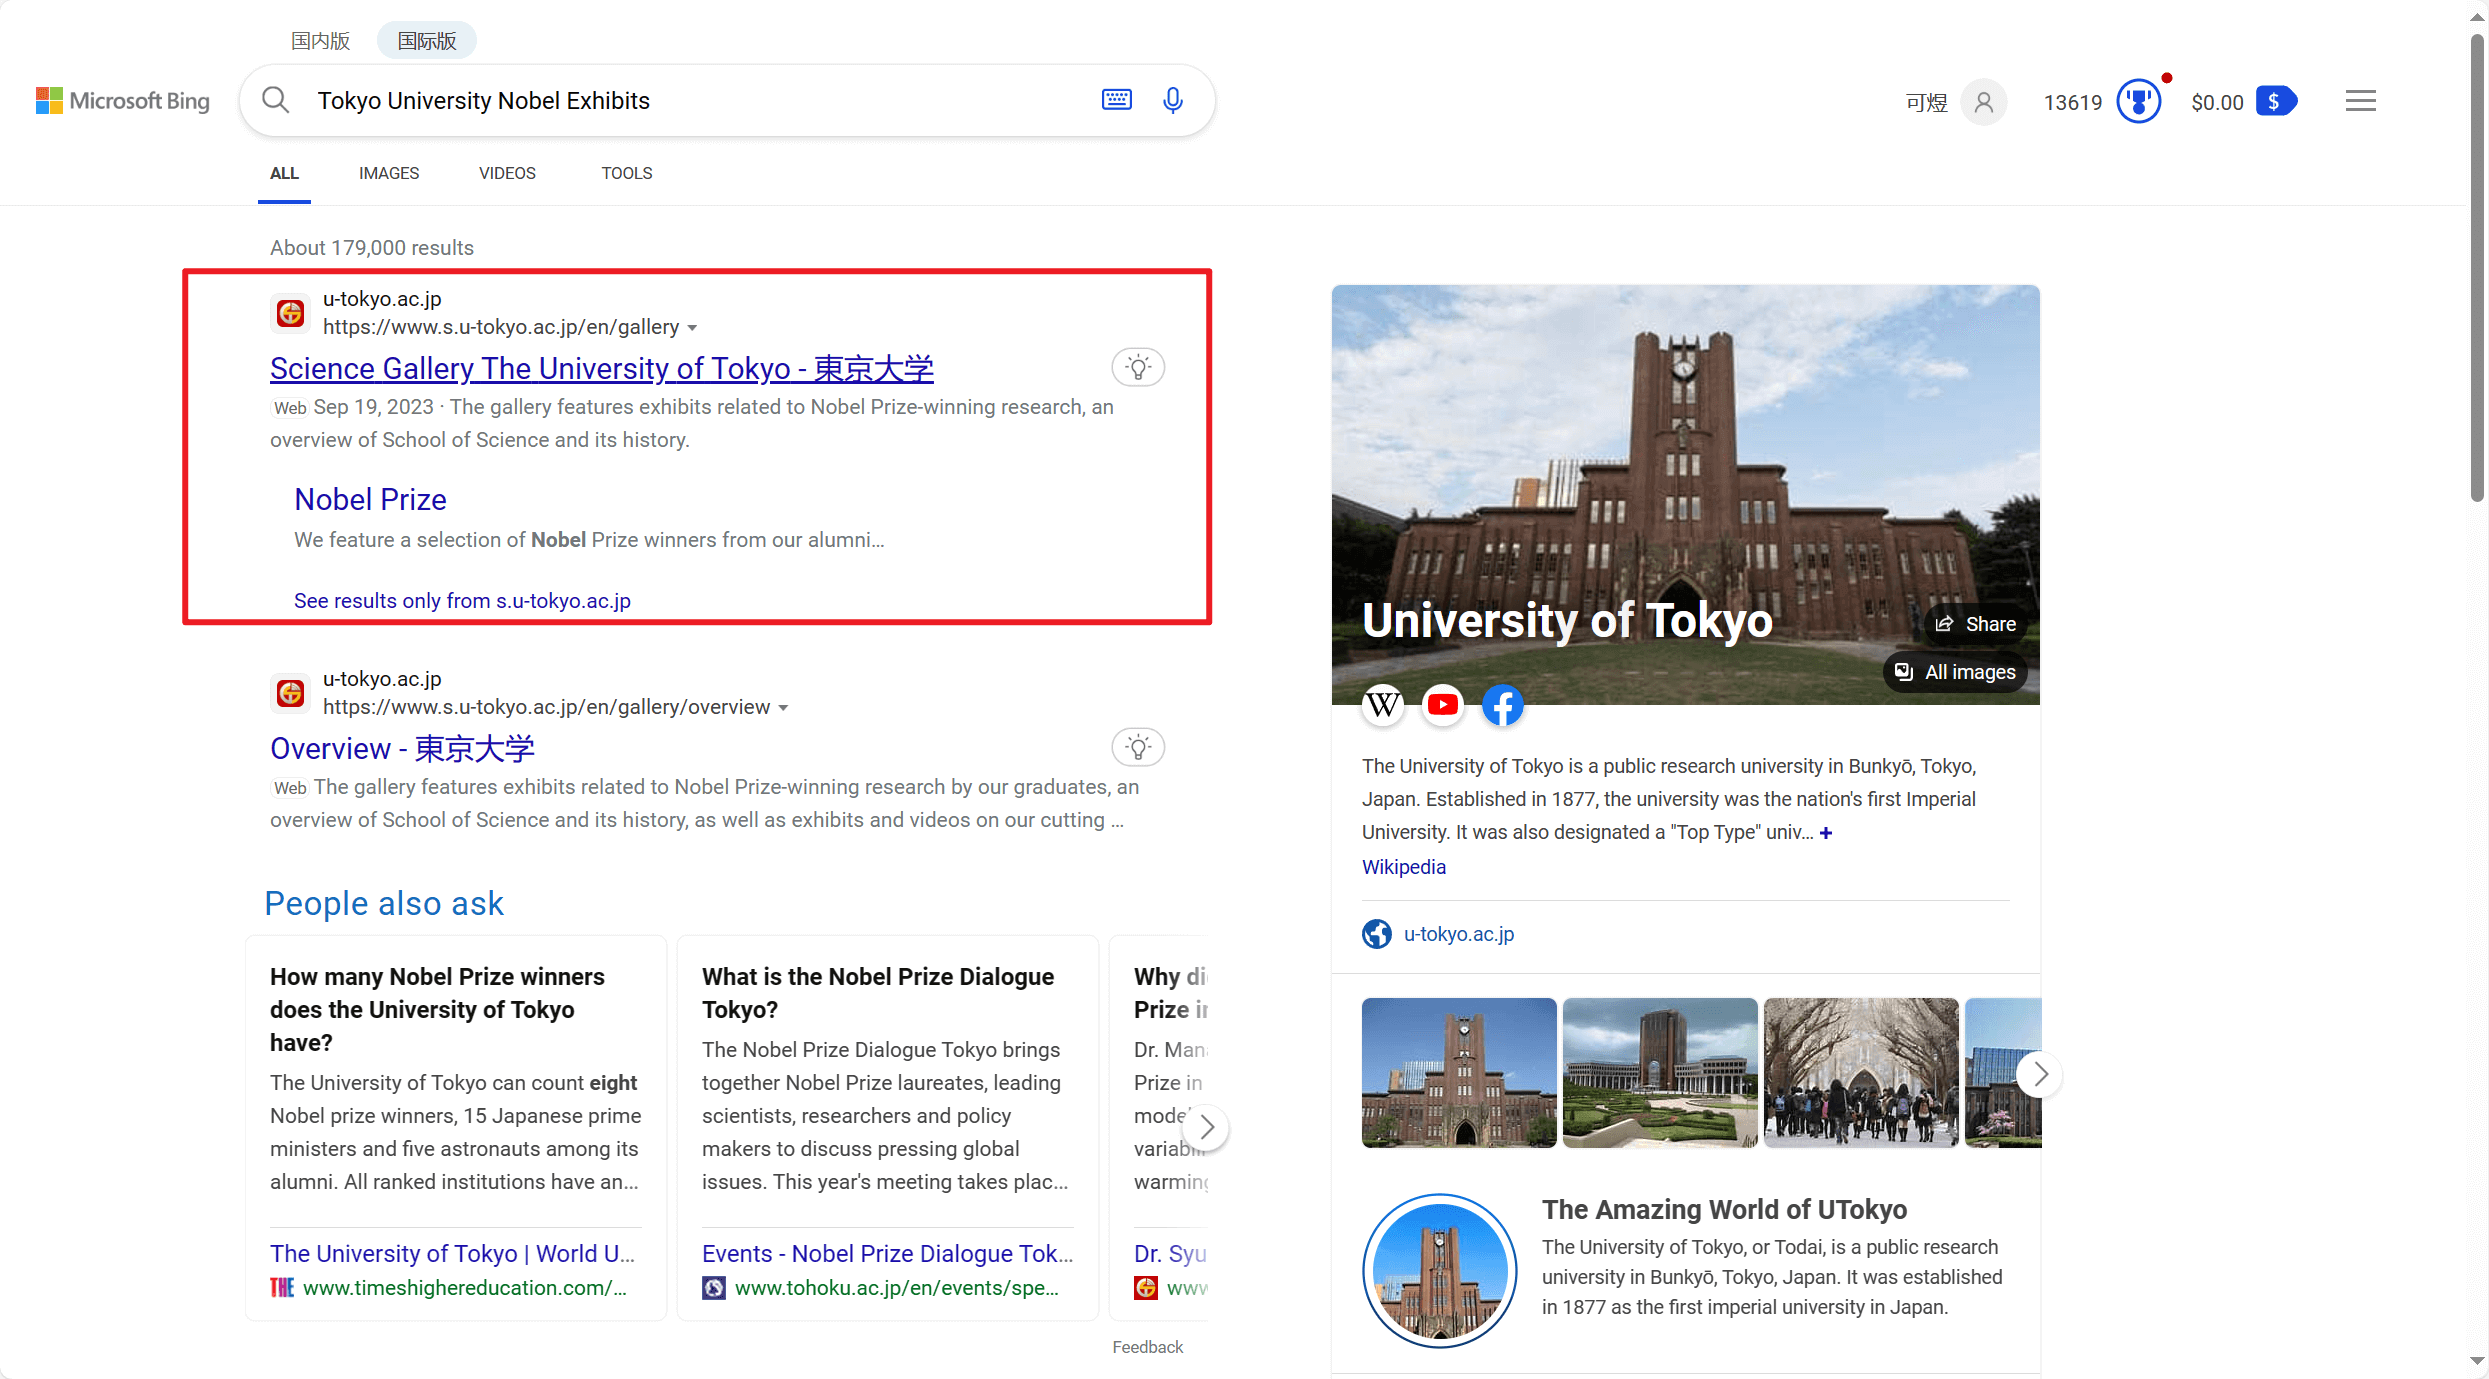 国内版
国际版
Microsoft Bing
Tokyo University Nobel Exhibits
可煜
13619
$0.00
$
ALL
IMAGES
VIDEOS
TOOLS
About 179,000 results
u-tokyo.ac.jp
https://www.s.u-tokyo.ac.jp/en/gallery
Science Gallery The University of Tokyo - 東京大学
Web Sep 19, 2023 · The gallery features exhibits related to Nobel Prize-winning research, an
overview of School of Science and its history.
Nobel Prize
We feature a selection of Nobel Prize winners from our alumni...
See results only from s.u-tokyo.ac.jp
u-tokyo.ac.jp
https://www.s.u-tokyo.ac.jp/en/gallery/overview
Overview - 東京大学
Web The gallery features exhibits related to Nobel Prize-winning research by our graduates, an
overview of School of Science and its history, as well as exhibits and videos on our cutting ...
People also ask
How many Nobel Prize winners
does the University of Tokyo
have?
The University of Tokyo can count eight
Nobel prize winners, 15 Japanese prime
ministers and five astronauts among its
alumni. All ranked institutions have an...
The University of Tokyo | World U...
THE www.timeshighereducation.com/...
What is the Nobel Prize Dialogue
Tokyo?
The Nobel Prize Dialogue Tokyo brings
together Nobel Prize laureates, leading
scientists, researchers and policy
makers to discuss pressing global
issues. This year's meeting takes plac...
Events - Nobel Prize Dialogue Tok...
www.tohoku.ac.jp/en/events/spe...
Why di
Prize in
Dr. Man
Prize in
mode
variabili
warming
Dr. Syu
www
Feedback
University of Tokyo
Share
All images
W
The University of Tokyo is a public research university in Bunkyō, Tokyo,
Japan. Established in 1877, the university was the nation's first Imperial
University. It was also designated a "Top Type" univ... +
Wikipedia
u-tokyo.ac.jp
The Amazing World of UTokyo
The University of Tokyo, or Todai, is a public research
university in Bunkyō, Tokyo, Japan. It was established
in 1877 as the first imperial university in Japan.